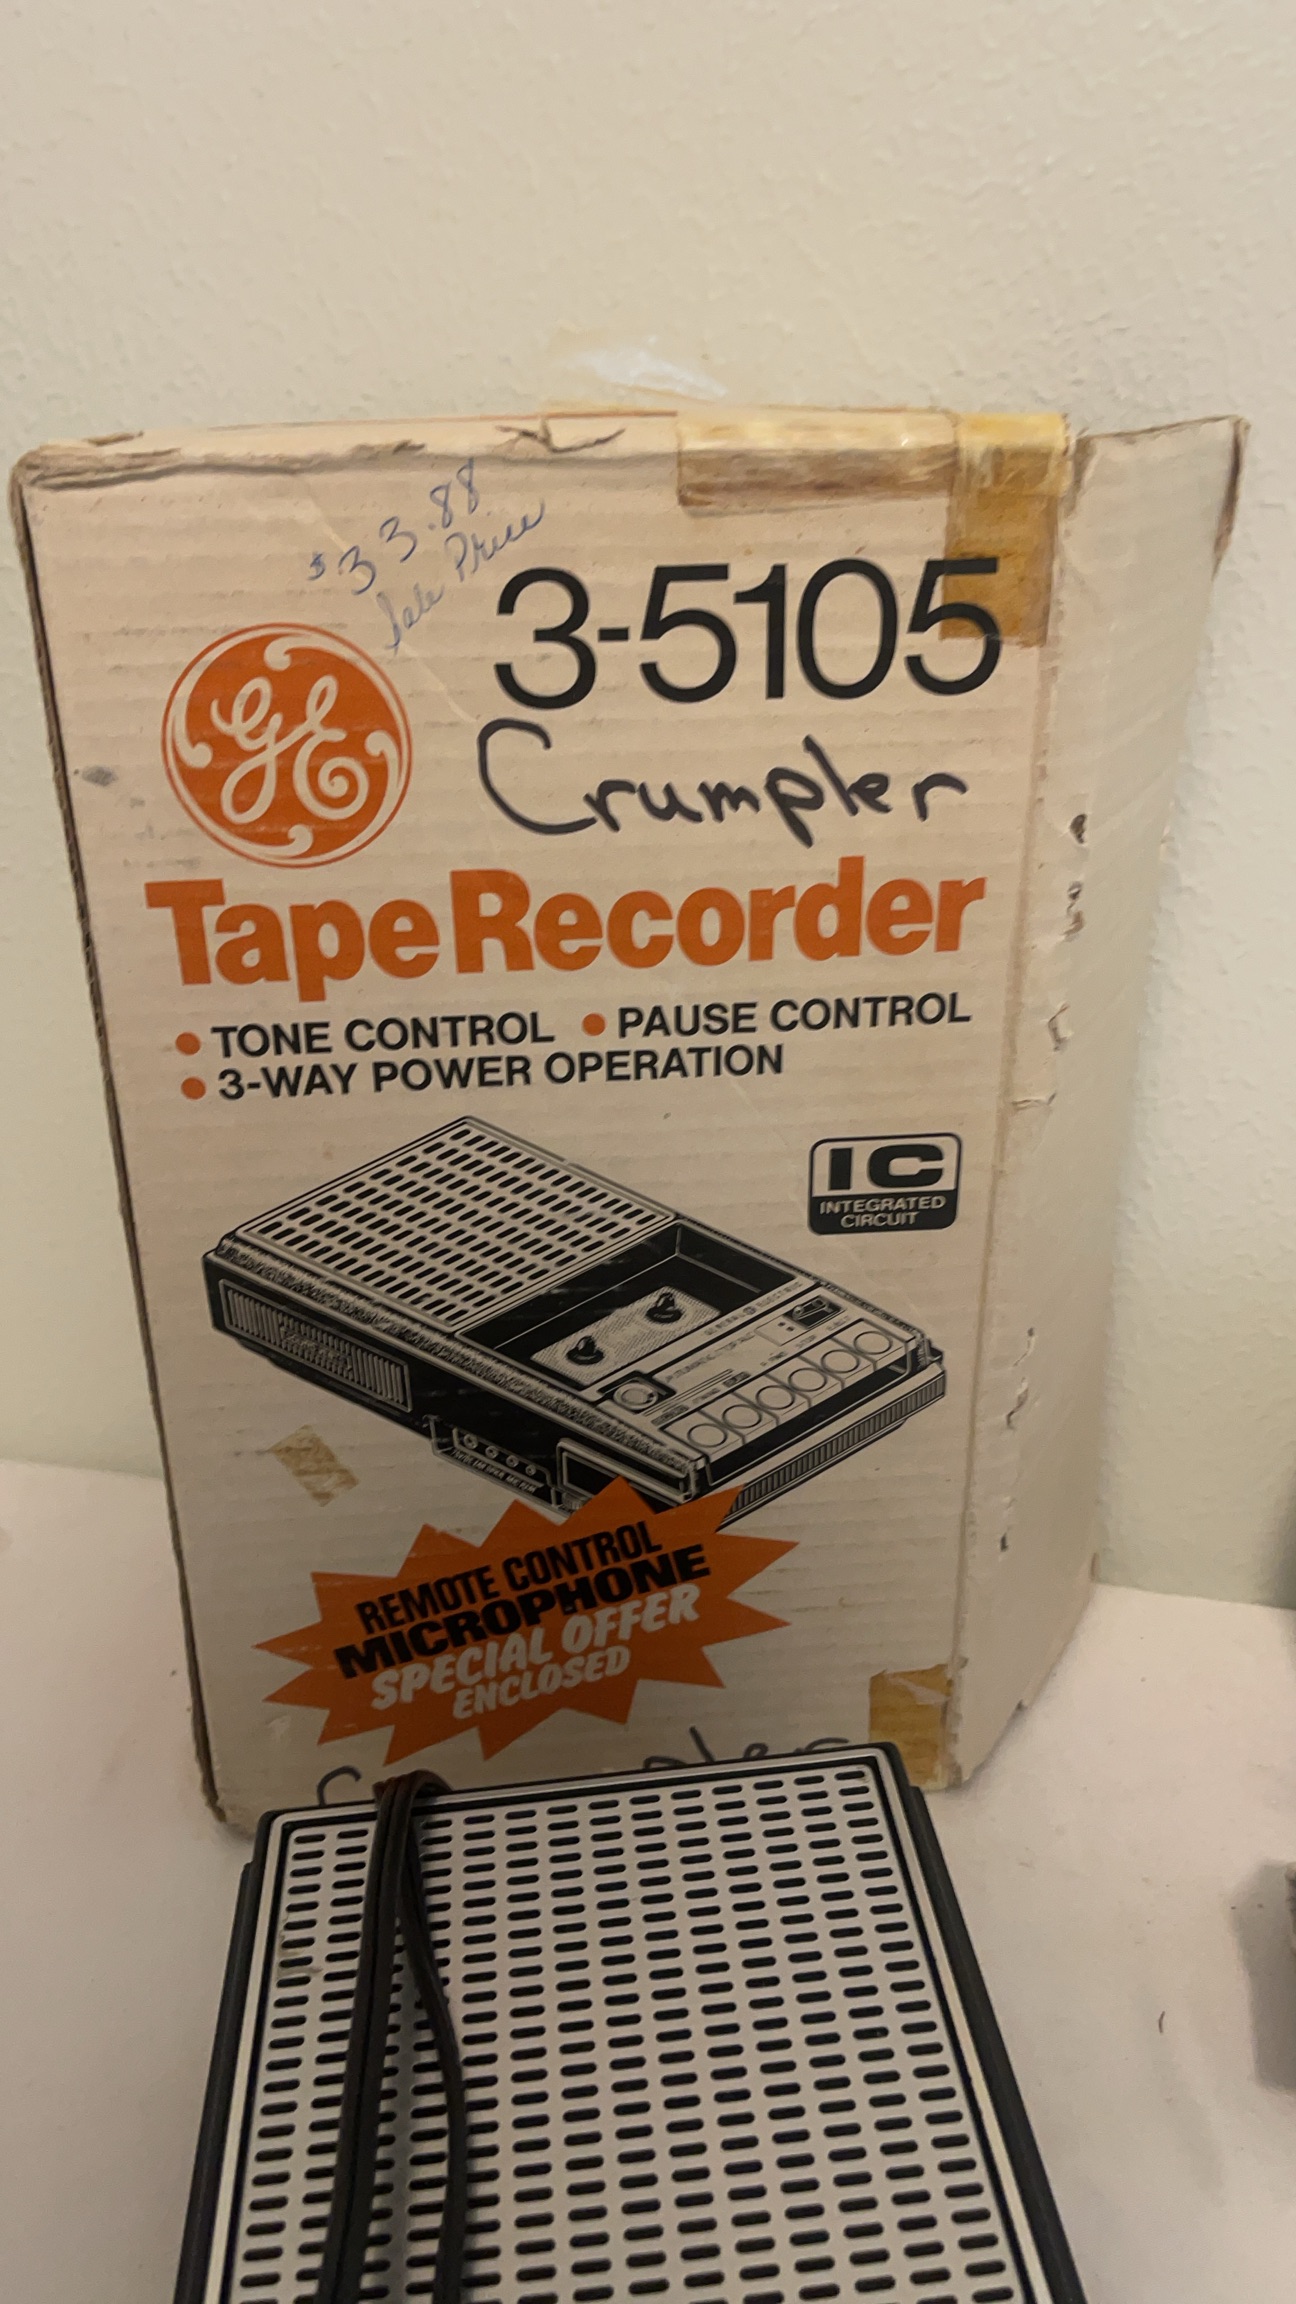 $33.88
Sale Price
3-5105
GE
Crumpler
Tape Recorder
• TONE CONTROL • PAUSE CONTROL
• 3-WAY POWER OPERATION
IC
INTEGRATED
CIRCUIT
REMOTE CONTROL
MICROPHONE
SPECIAL OFFER
ENCLOSED